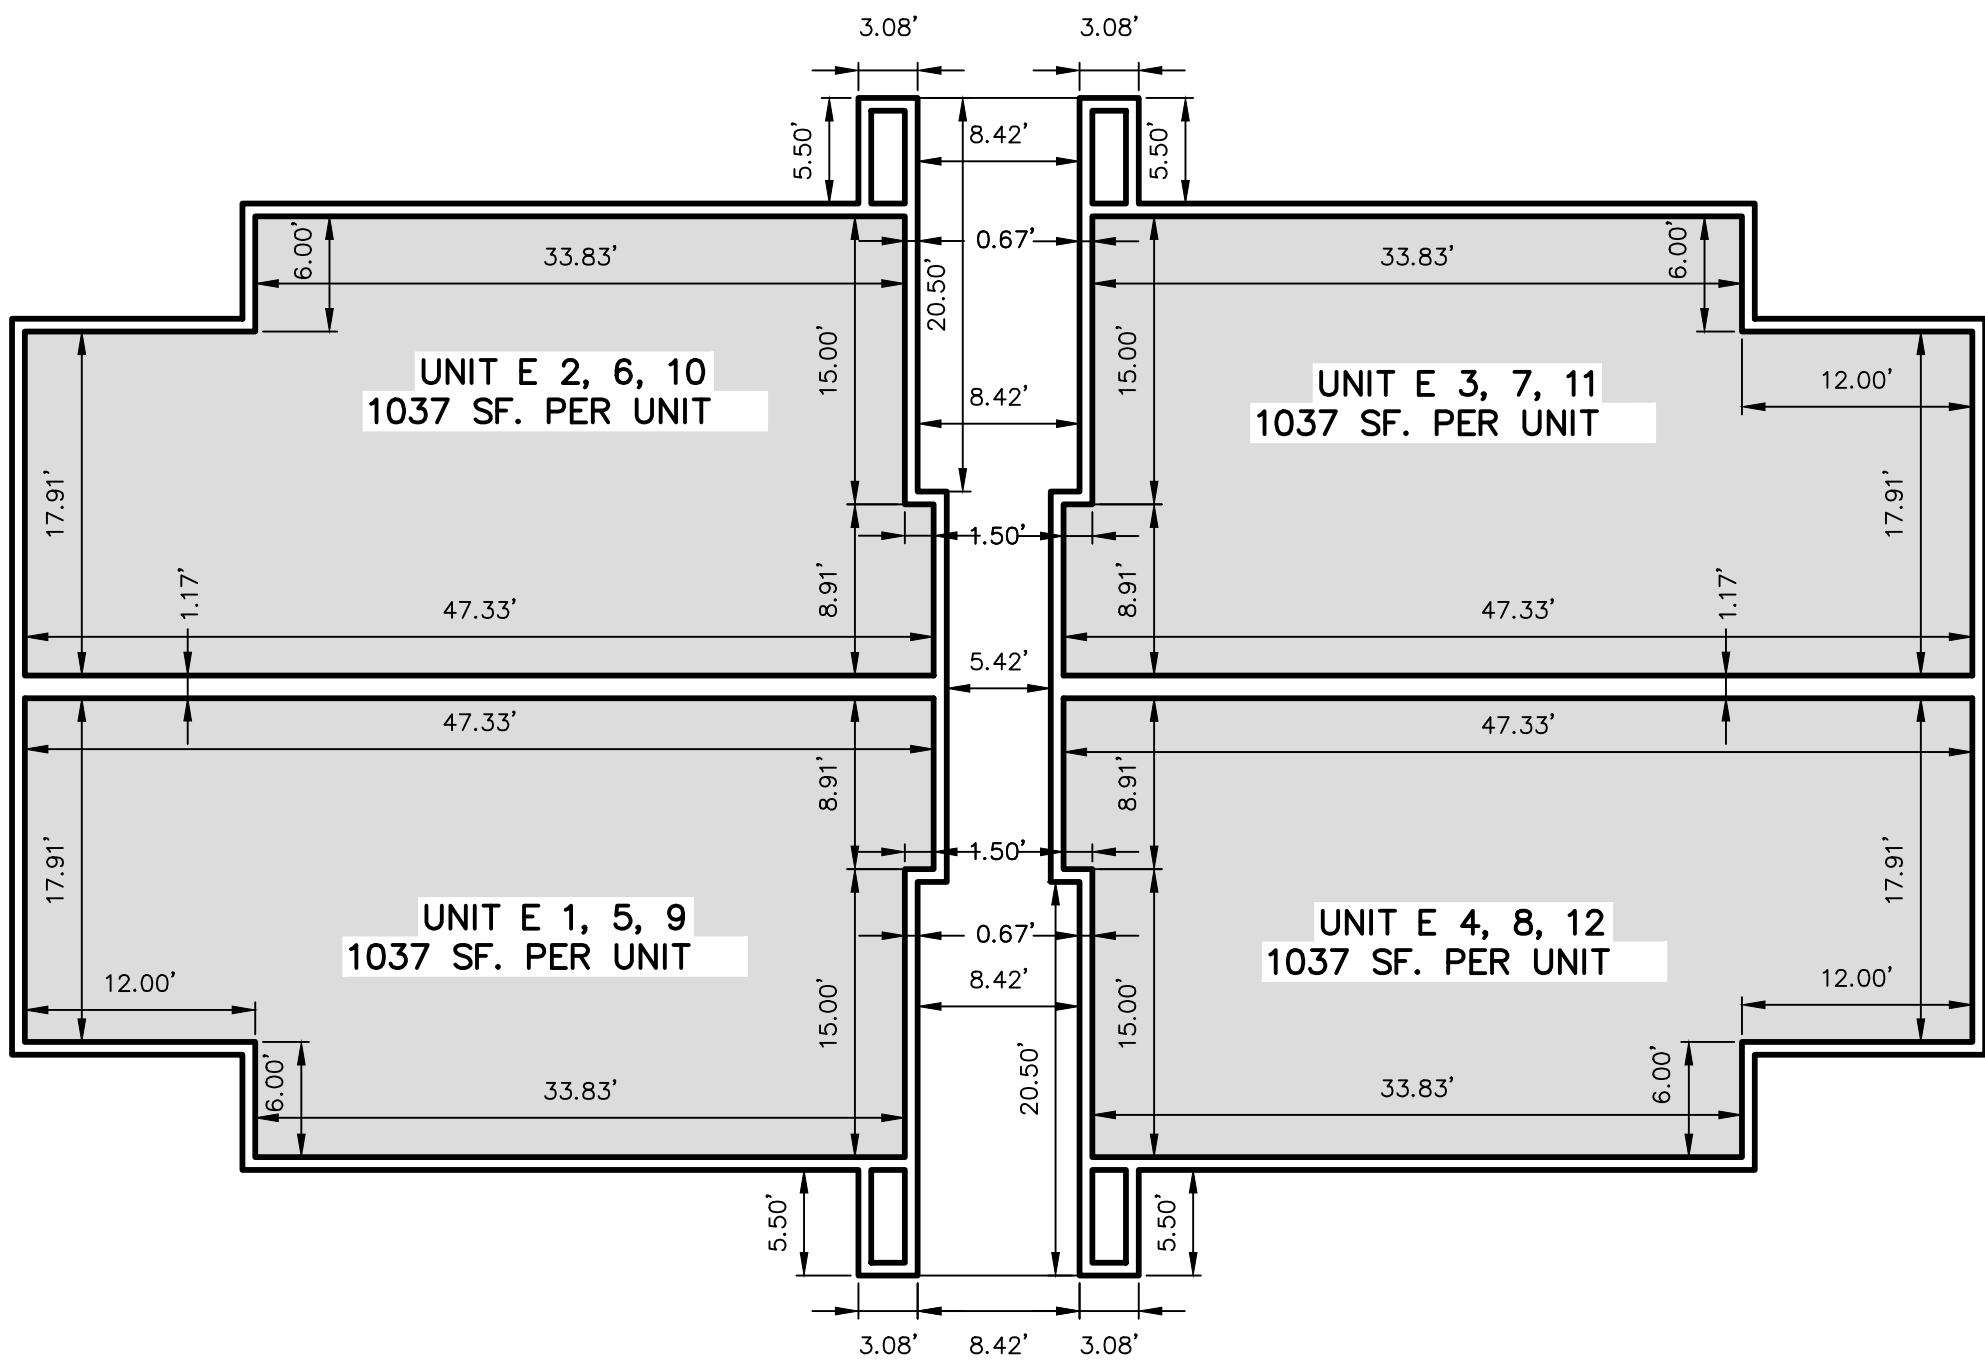 3.08’ 3.08’
5.50’ 8.42’ 5.50’
6.00’ 33.83’ 0.67’ 33.83’ 6.00’
20.50’
15.00’ 15.00’
UNIT E 2, 6, 10
1037 SF. PER UNIT
8.42’
UNIT E 3, 7, 11
1037 SF. PER UNIT
12.00’
17.91’ 17.91’
1.50’
1.17’ 8.91’ 8.91’ 1.17’
47.33’ 47.33’
5.42’
47.33’ 47.33’
8.91’ 8.91’
17.91’ 1.50’ 17.91’
UNIT E 1, 5, 9
1037 SF. PER UNIT
0.67’
UNIT E 4, 8, 12
1037 SF. PER UNIT
12.00’ 8.42’ 12.00’
15.00’ 15.00’
6.00’ 33.83’ 20.50’ 33.83’ 6.00’
5.50’ 5.50’
3.08’ 8.42’ 3.08’